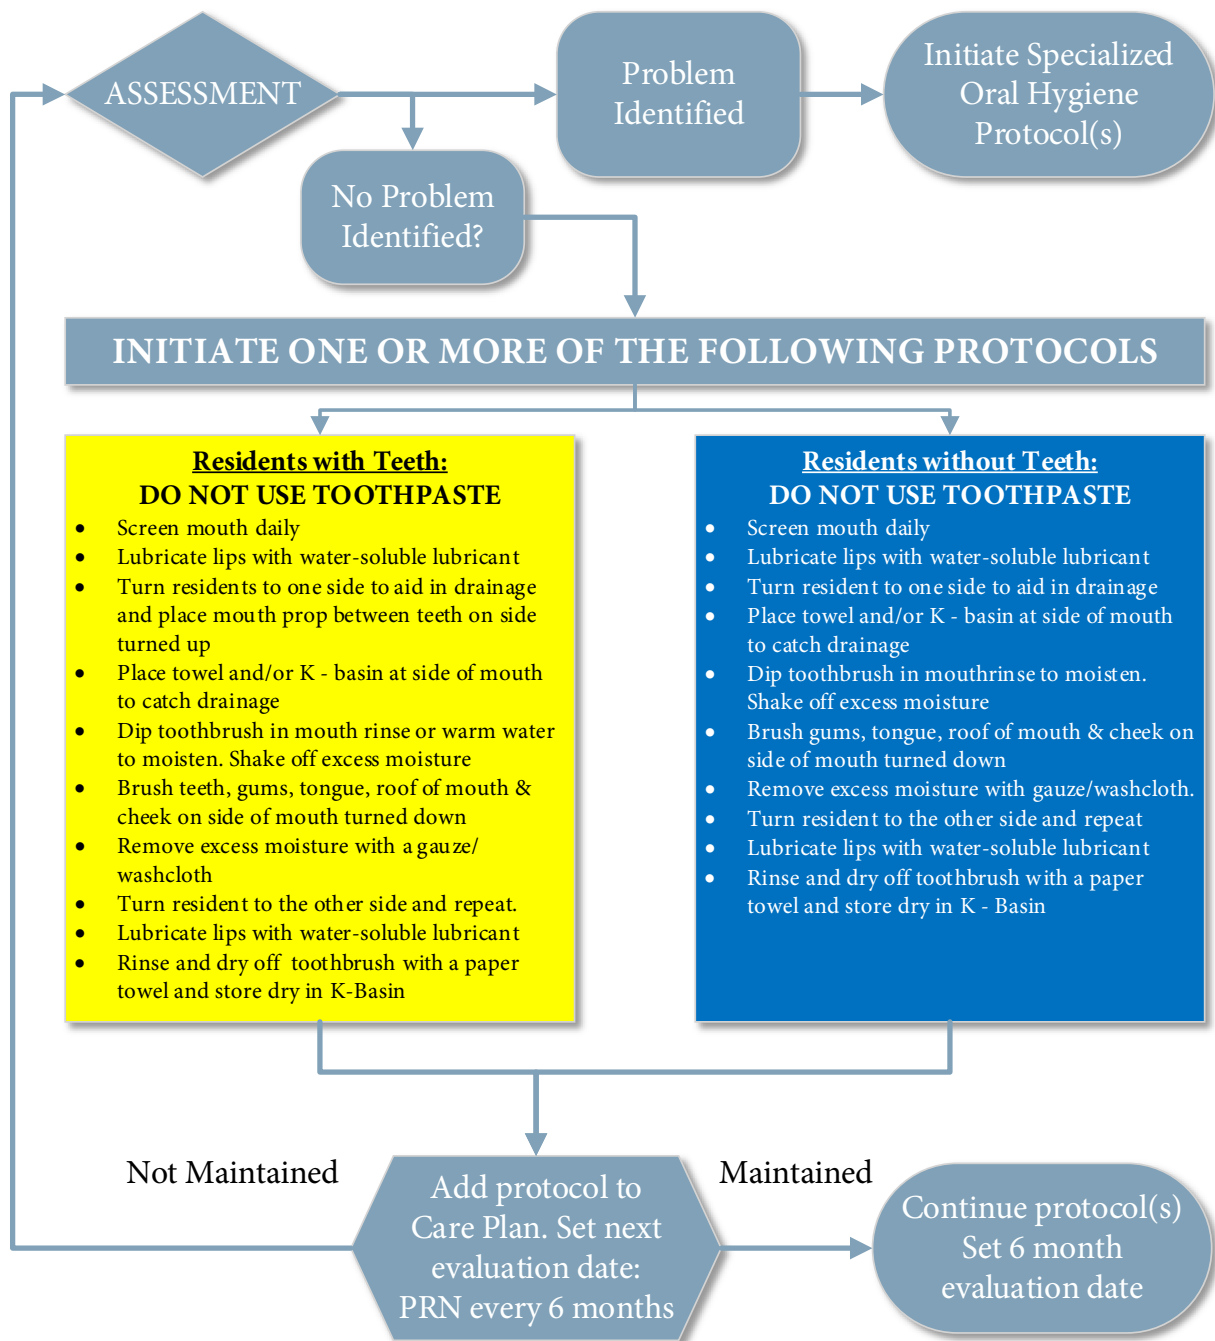 ASSESSMENT
Problem
Identified
Initiate Specialized
Oral Hygiene
Protocol(s)
No Problem
Identified?
INITIATE ONE OR MORE OF THE FOLLOWING PROTOCOLS
Residents with Teeth:
DO NOT USE TOOTHPASTE
• Screen mouth daily
• Lubricate lips with water-soluble lubricant
• Turn residents to one side to aid in drainage
and place mouth prop between teeth on side
turned up
• Place towel and/or K - basin at side of mouth
to catch drainage
• Dip toothbrush in mouth rinse or warm water
to moisten. Shake off excess moisture
• Brush teeth, gums, tongue, roof of mouth &
cheek on side of mouth turned down
• Remove excess moisture with a gauze/
washcloth
• Turn resident to the other side and repeat.
• Lubricate lips with water-soluble lubricant
• Rinse and dry off toothbrush with a paper
towel and store dry in K-Basin
Residents without Teeth:
DO NOT USE TOOTHPASTE
• Screen mouth daily
• Lubricate lips with water-soluble lubricant
• Turn resident to one side to aid in drainage
• Place towel and/or K - basin at side of mouth
to catch drainage
• Dip toothbrush in mouthrinse to moisten.
Shake off excess moisture
• Brush gums, tongue, roof of mouth & cheek on
side of mouth turned down
• Remove excess moisture with gauze/washcloth.
• Turn resident to the other side and repeat
• Lubricate lips with water-soluble lubricant
• Rinse and dry off toothbrush with a paper
towel and store dry in K - Basin
Not Maintained
Add protocol to
Care Plan. Set next
evaluation date:
PRN every 6 months
Maintained
Continue protocol(s)
Set 6 month
evaluation date